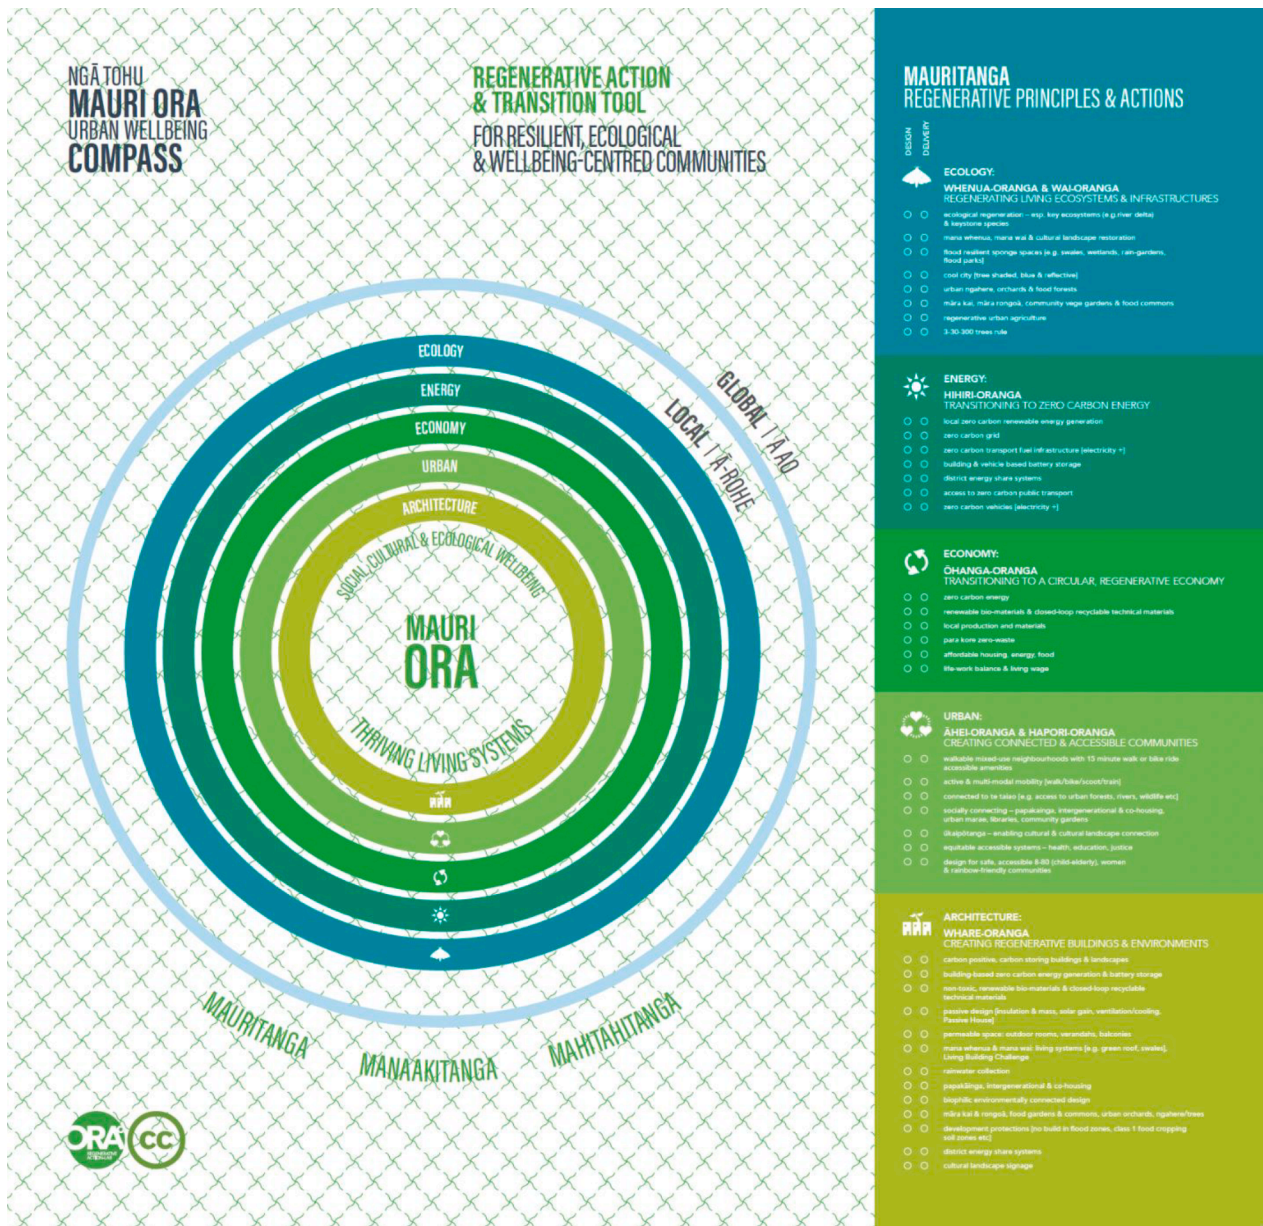 NGĀ TOHU
MAURI ORA
URBAN WELLBEING
COMPASS
REGENERATIVE ACTION
& TRANSITION TOOL
FOR RESILIENT, ECOLOGICAL
& WELLBEING-CENTRED COMMUNITIES
GLOBAL | Ā AO
LOCAL | Ā-ROHE
ECOLOGY
ENERGY
ECONOMY
URBAN
ARCHITECTURE
SOCIAL, CULTURAL & ECOLOGICAL WELLBEING
MAURI
ORA
THRIVING LIVING SYSTEMS
MAURITANGA
MANAAKITANGA
MAHITAHITANGA
ORA
REGENERATIVE
CC
MAURITANGA
REGENERATIVE PRINCIPLES & ACTIONS
DESIGN
DELIVERY
ECOLOGY:
WHENUA-ORANGA & WAI-ORANGA
REGENERATING LIVING ECOSYSTEMS & INFRASTRUCTURES
ecological regeneration – esp. key ecosystems (e.g.river delta)
& keystone species
mana whenua, mana wai & cultural landscape restoration
flood resilient sponge spaces [e.g. swales, wetlands, rain-gardens,
flood parks]
cool city [tree shaded, blue & reflective]
urban ngahere, orchards & food forests
māra kai, māra rongoā, community vege gardens & food commons
regenerative urban agriculture
3-30-300 trees rule
ENERGY:
HIHIRI-ORANGA
TRANSITIONING TO ZERO CARBON ENERGY
local zero carbon renewable energy generation
zero carbon grid
zero carbon transport fuel infrastructure [electricity +]
building & vehicle based battery storage
district energy share systems
access to zero carbon public transport
zero carbon vehicles [electricity +]
ECONOMY:
ŌHANGA-ORANGA
TRANSITIONING TO A CIRCULAR, REGENERATIVE ECONOMY
zero carbon energy
renewable bio-materials & closed-loop recyclable technical materials
local production and materials
para kore zero-waste
affordable housing, energy, food
life-work balance & living wage
URBAN:
ĀHEI-ORANGA & HAPORI-ORANGA
CREATING CONNECTED & ACCESSIBLE COMMUNITIES
walkable mixed-use neighbourhoods with 15 minute walk or bike ride
accessible amenities
active & multi-modal mobility [walk/bike/scoot/train]
connected to te taiao [e.g. access to urban forests, rivers, wildlife etc]
socially connecting – papakainga, intergenerational & co-housing,
urban marae, libraries, community gardens
ūkaipōtanga – enabling cultural & cultural landscape connection
equitable accessible systems – health, education, justice
design for safe, accessible 8-80 (child-elderly), women
& rainbow-friendly communities
ARCHITECTURE:
WHARE-ORANGA
CREATING REGENERATIVE BUILDINGS & ENVIRONMENTS
carbon positive, carbon storing buildings & landscapes
building-based zero carbon energy generation & battery storage
non-toxic, renewable bio-materials & closed-loop recyclable
technical materials
passive design [insulation & mass, solar gain, ventilation/cooling,
Passive House]
permeable space: outdoor rooms, verandahs, balconies
mana whenua & mana wai: living systems [e.g. green roof, swales],
Living Building Challenge
rainwater collection
papakāinga, intergenerational & co-housing
biophilic environmentally connected design
māra kai & rongoā, food gardens & commons, urban orchards, ngahere/trees
development protections [no build in flood zones, class 1 food cropping
soil zones etc]
district energy share systems
cultural landscape signage